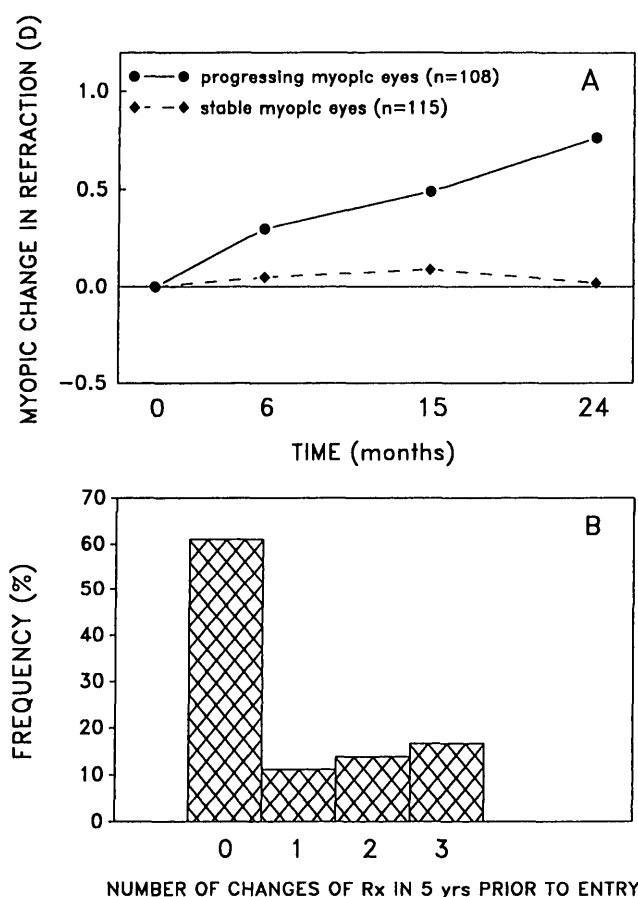 MYOPIC CHANGE IN REFRACTION (D)
1.0
0.5
0.0
−0.5
progressing myopic eyes (n=108)
stable myopic eyes (n=115)
A
0 6 15 24
TIME (months)
FREQUENCY (%)
70
60
50
40
30
20
10
0
B
0 1 2 3
NUMBER OF CHANGES OF Rx IN 5 yrs PRIOR TO ENTRY